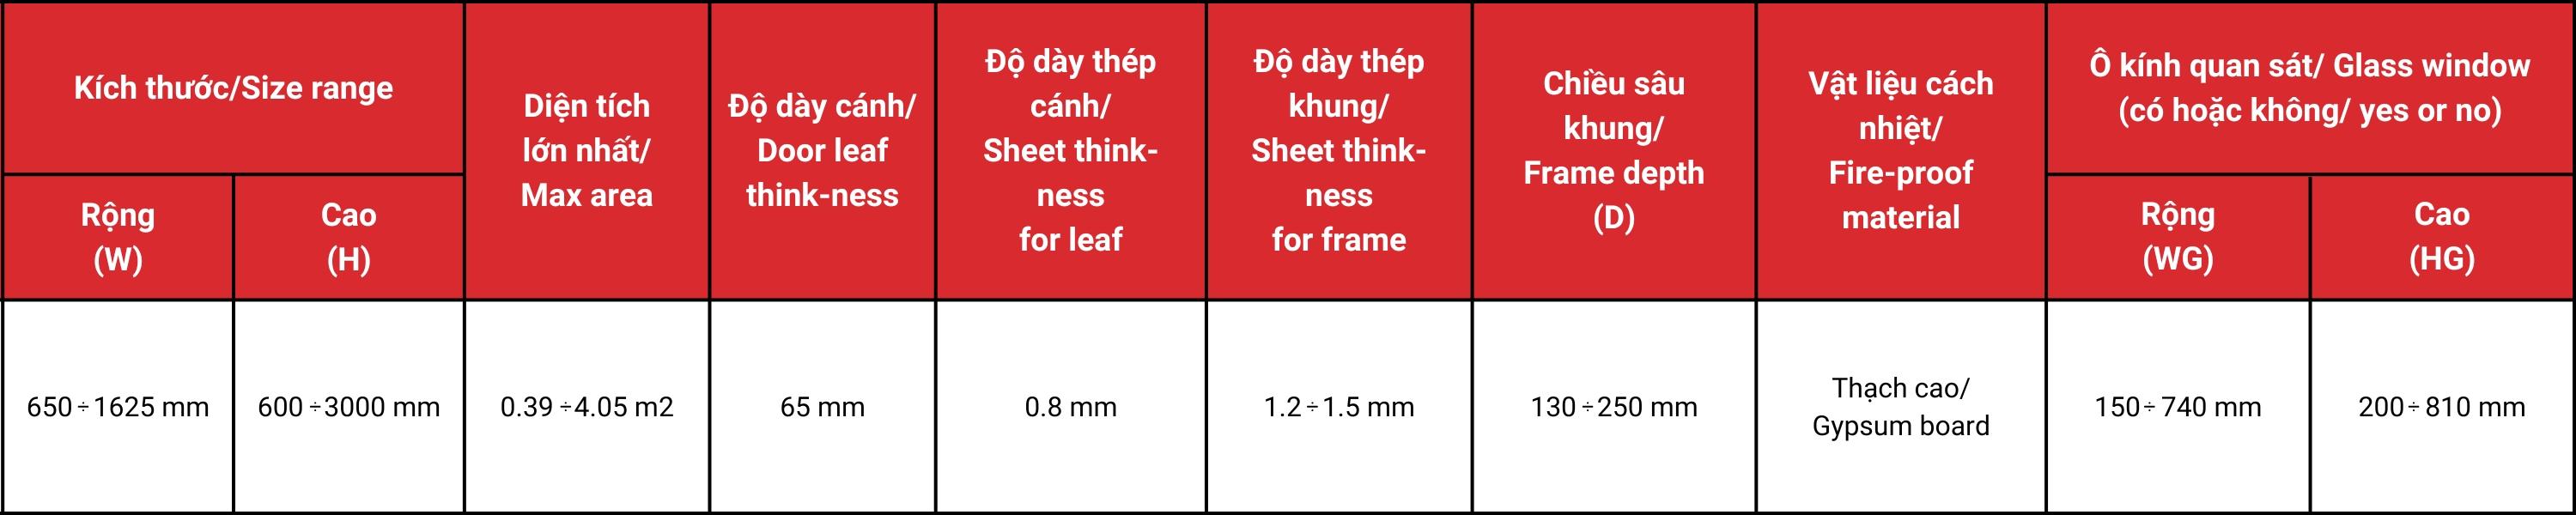 Kích thước/Size range
Rộng
(W)
Cao
(H)
Diện tích
lớn nhất/
Max area
Độ dày cánh/
Door leaf
think-ness
Độ dày thép
cánh/
Sheet think-
ness
for leaf
Độ dày thép
khung/
Sheet think-
ness
for frame
Chiều sâu
khung/
Frame depth
(D)
Vật liệu cách
nhiệt/
Fire-proof
material
Ô kính quan sát/ Glass window
(có hoặc không/ yes or no)
Rộng
(WG)
Cao
(HG)
650÷1625 mm
600÷3000 mm
0.39÷4.05 m2
65 mm
0.8 mm
1.2÷1.5 mm
130÷250 mm
Thạch cao/
Gypsum board
150÷740 mm
200÷810 mm